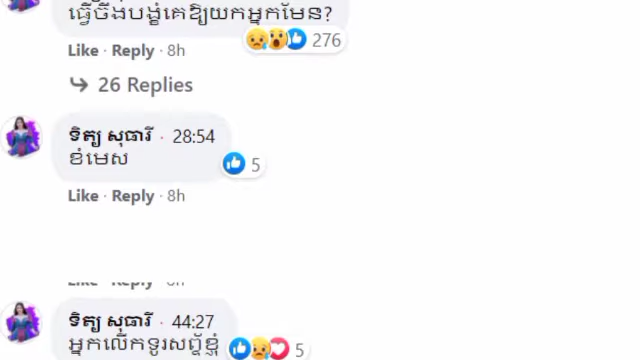 ធ្វើចឹងបង្ខំគេឱ្យយកអ្នកមែន?
276
Like · Reply · 8h
26 Replies
ទិត្យ សុធារី · 28:54
ខំមេស
5
Like · Reply · 8h
Like · Reply · 8h
ទិត្យ សុធារី · 44:27
អ្នកលើកទូរសព្ទ័ខ្ញុំ
5